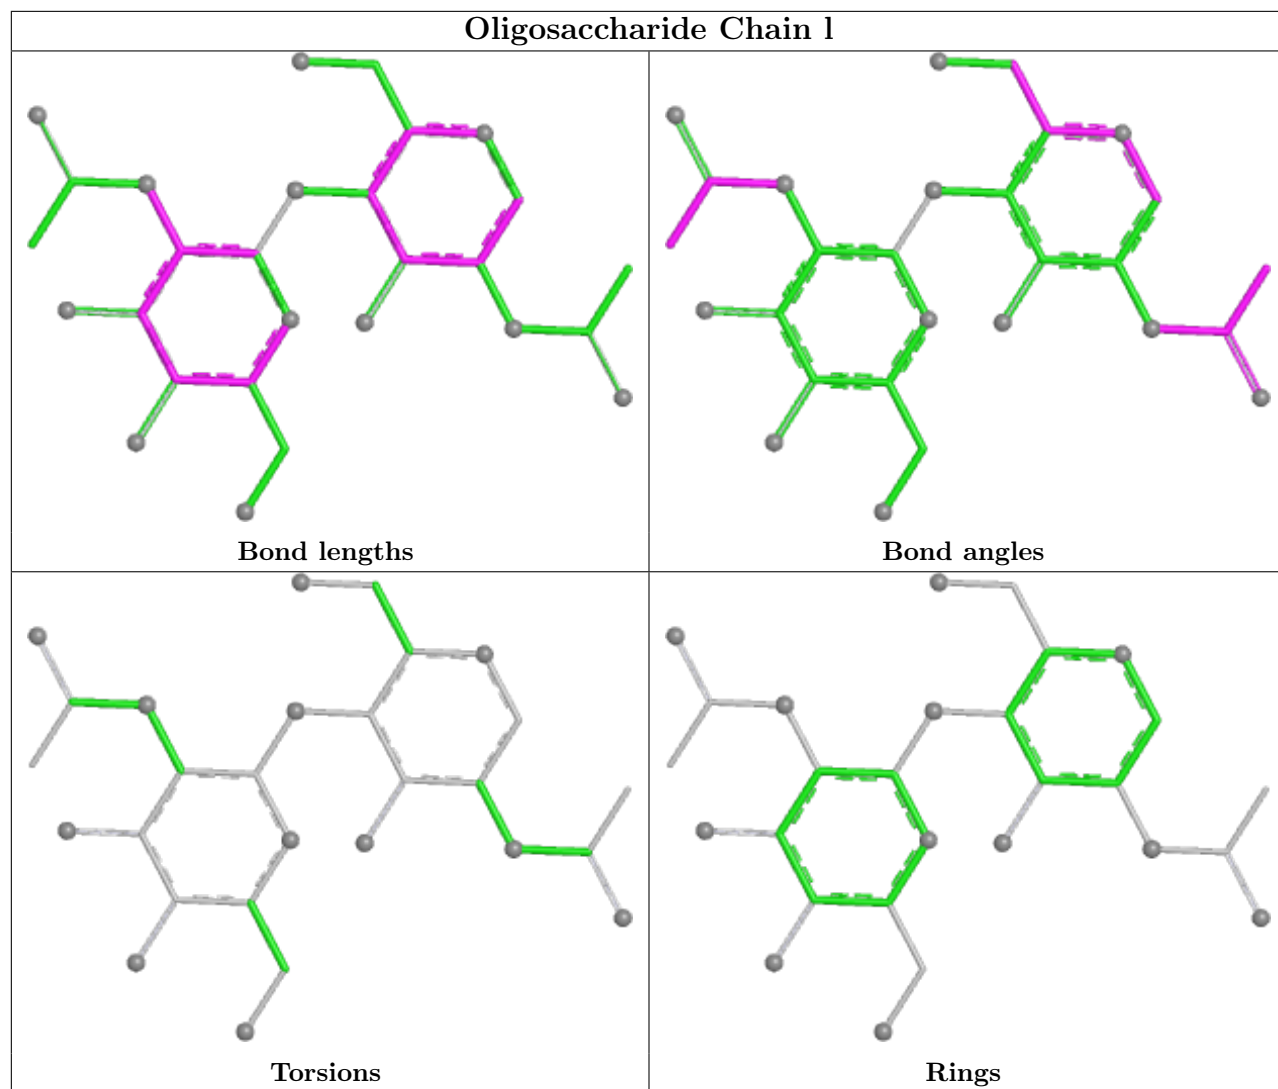 Oligosaccharide Chain l
Bond lengths
Bond angles
Torsions
Rings